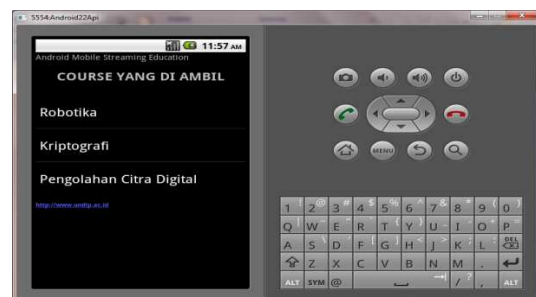 5554:Android22Api
11:57 AM
Android Mobile Streaming Education
COURSE YANG DI AMBIL
Robotika
Kriptografi
Pengolahan Citra Digital
http://www.undip.ac.id
MENU
1 ! 2 @ 3 # 4 $ 5 % 6 ^ 7 & 8 * 9 ( 0 )
Q W E R T Y U I O P
A S D F G H J K L DEL
Z X C V B N M .
ALT SYM @ / ? , ALT